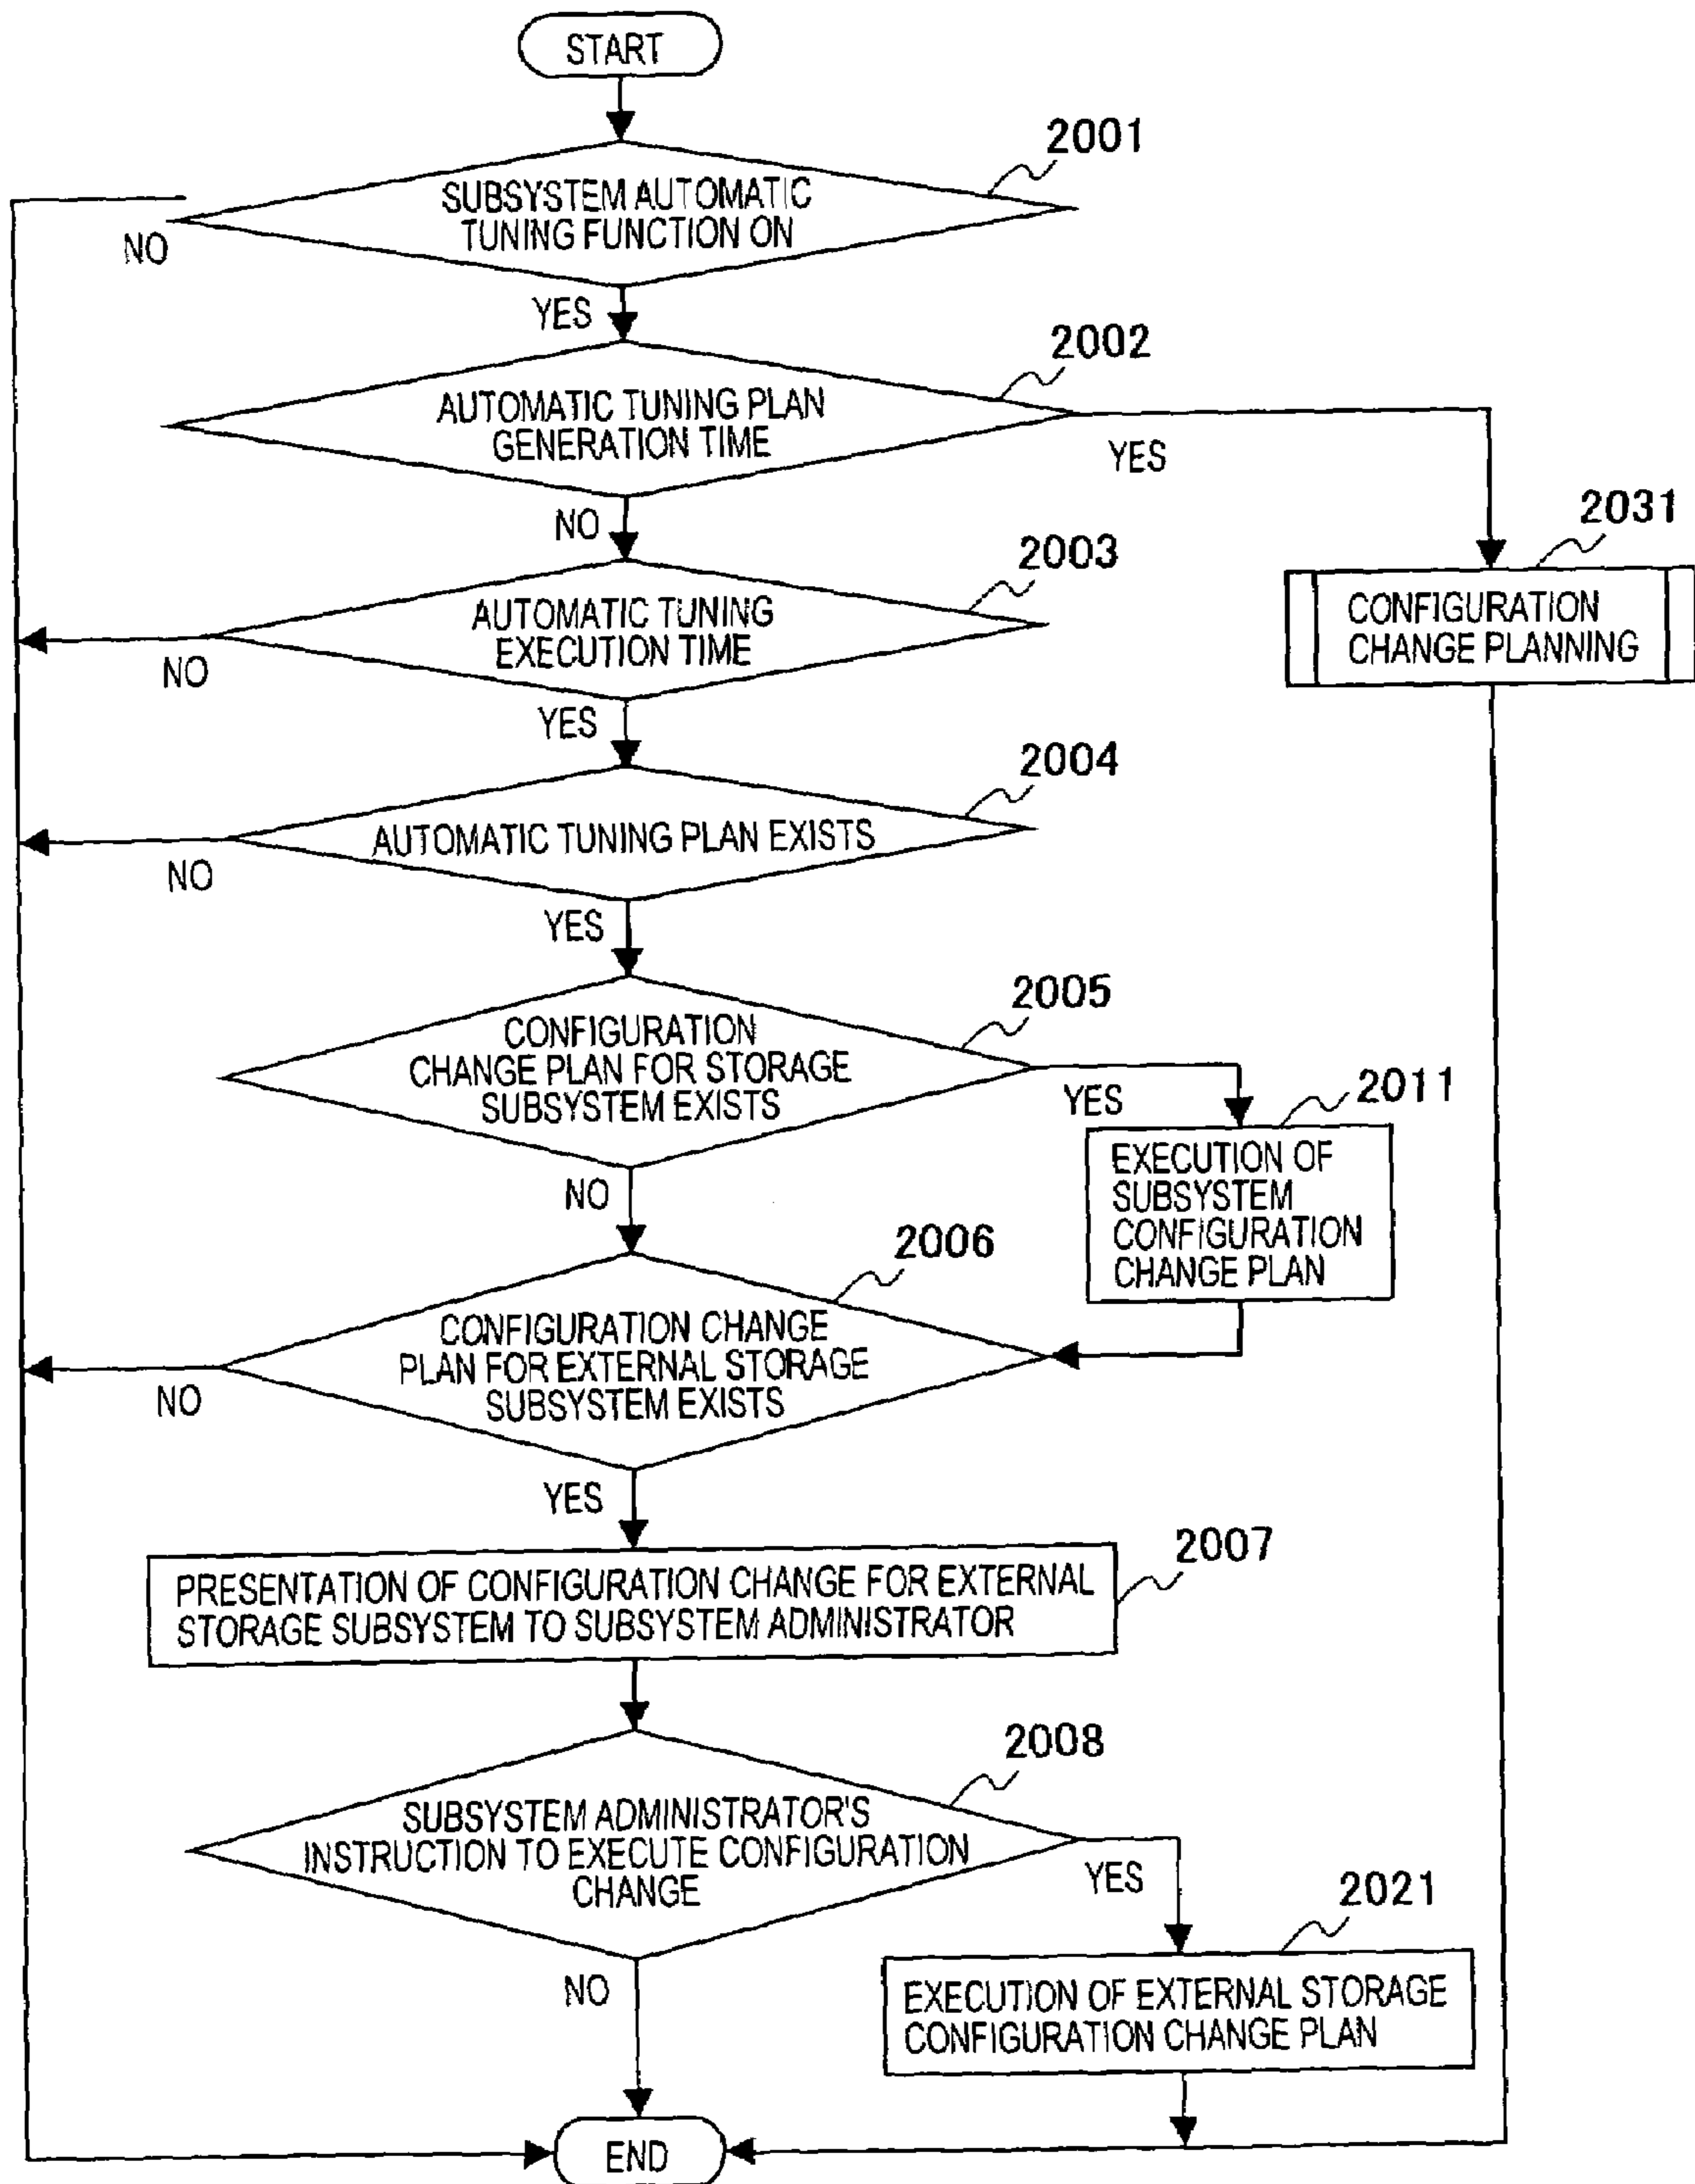 START
2001
SUBSYSTEM AUTOMATIC
TUNING FUNCTION ON
NO
YES
2002
AUTOMATIC TUNING PLAN
GENERATION TIME
YES
NO
2031
CONFIGURATION
CHANGE PLANNING
2003
AUTOMATIC TUNING
EXECUTION TIME
NO
YES
2004
AUTOMATIC TUNING PLAN EXISTS
NO
YES
2005
CONFIGURATION
CHANGE PLAN FOR STORAGE
SUBSYSTEM EXISTS
YES
2011
EXECUTION OF
SUBSYSTEM
CONFIGURATION
CHANGE PLAN
NO
2006
CONFIGURATION CHANGE
PLAN FOR EXTERNAL STORAGE
SUBSYSTEM EXISTS
NO
YES
2007
PRESENTATION OF CONFIGURATION CHANGE FOR EXTERNAL
STORAGE SUBSYSTEM TO SUBSYSTEM ADMINISTRATOR
2008
SUBSYSTEM ADMINISTRATOR'S
INSTRUCTION TO EXECUTE CONFIGURATION
CHANGE
YES
2021
EXECUTION OF EXTERNAL STORAGE
CONFIGURATION CHANGE PLAN
NO
END